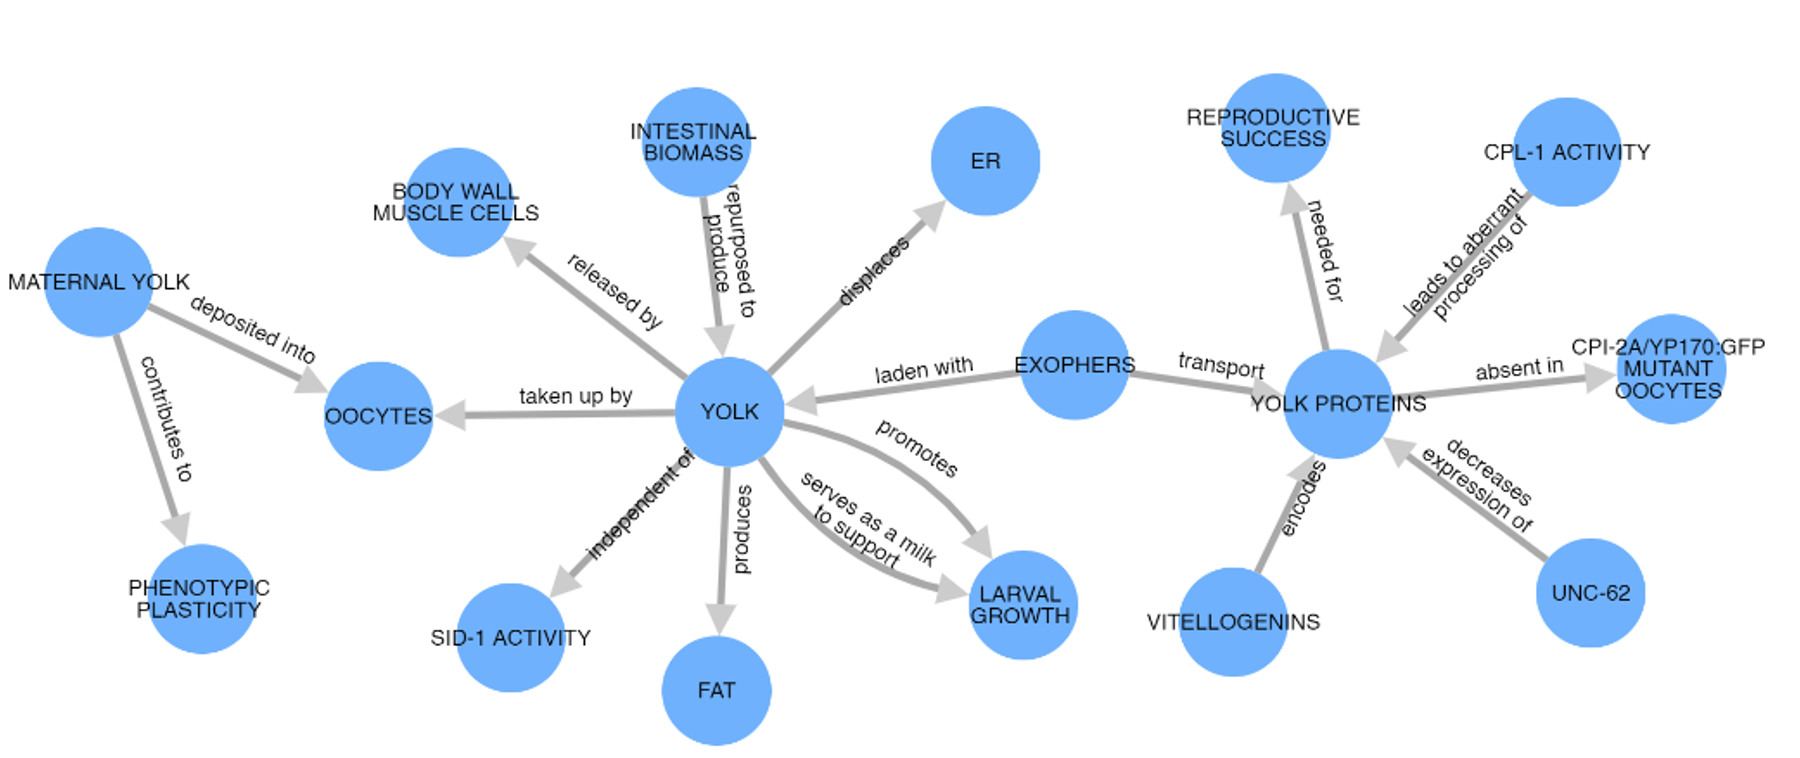 MATERNAL YOLK
deposited into
contributes to
PHENOTYPIC
PLASTICITY
OOCYTES
taken up by
BODY WALL
MUSCLE CELLS
released by
INTESTINAL
BIOMASS
repurposed to
produce
ER
displaces
YOLK
independent of
SID-1 ACTIVITY
produces
FAT
promotes
serves as a milk
to support
LARVAL
GROWTH
laden with
EXOPHERS
transport
YOLK PROTEINS
REPRODUCTIVE
SUCCESS
needed for
CPL-1 ACTIVITY
leads to aberrant
processing of
absent in
CPI-2A/YP170:GFP
MUTANT
OOCYTES
decreases
expression of
UNC-62
encodes
VITELLOGENINS